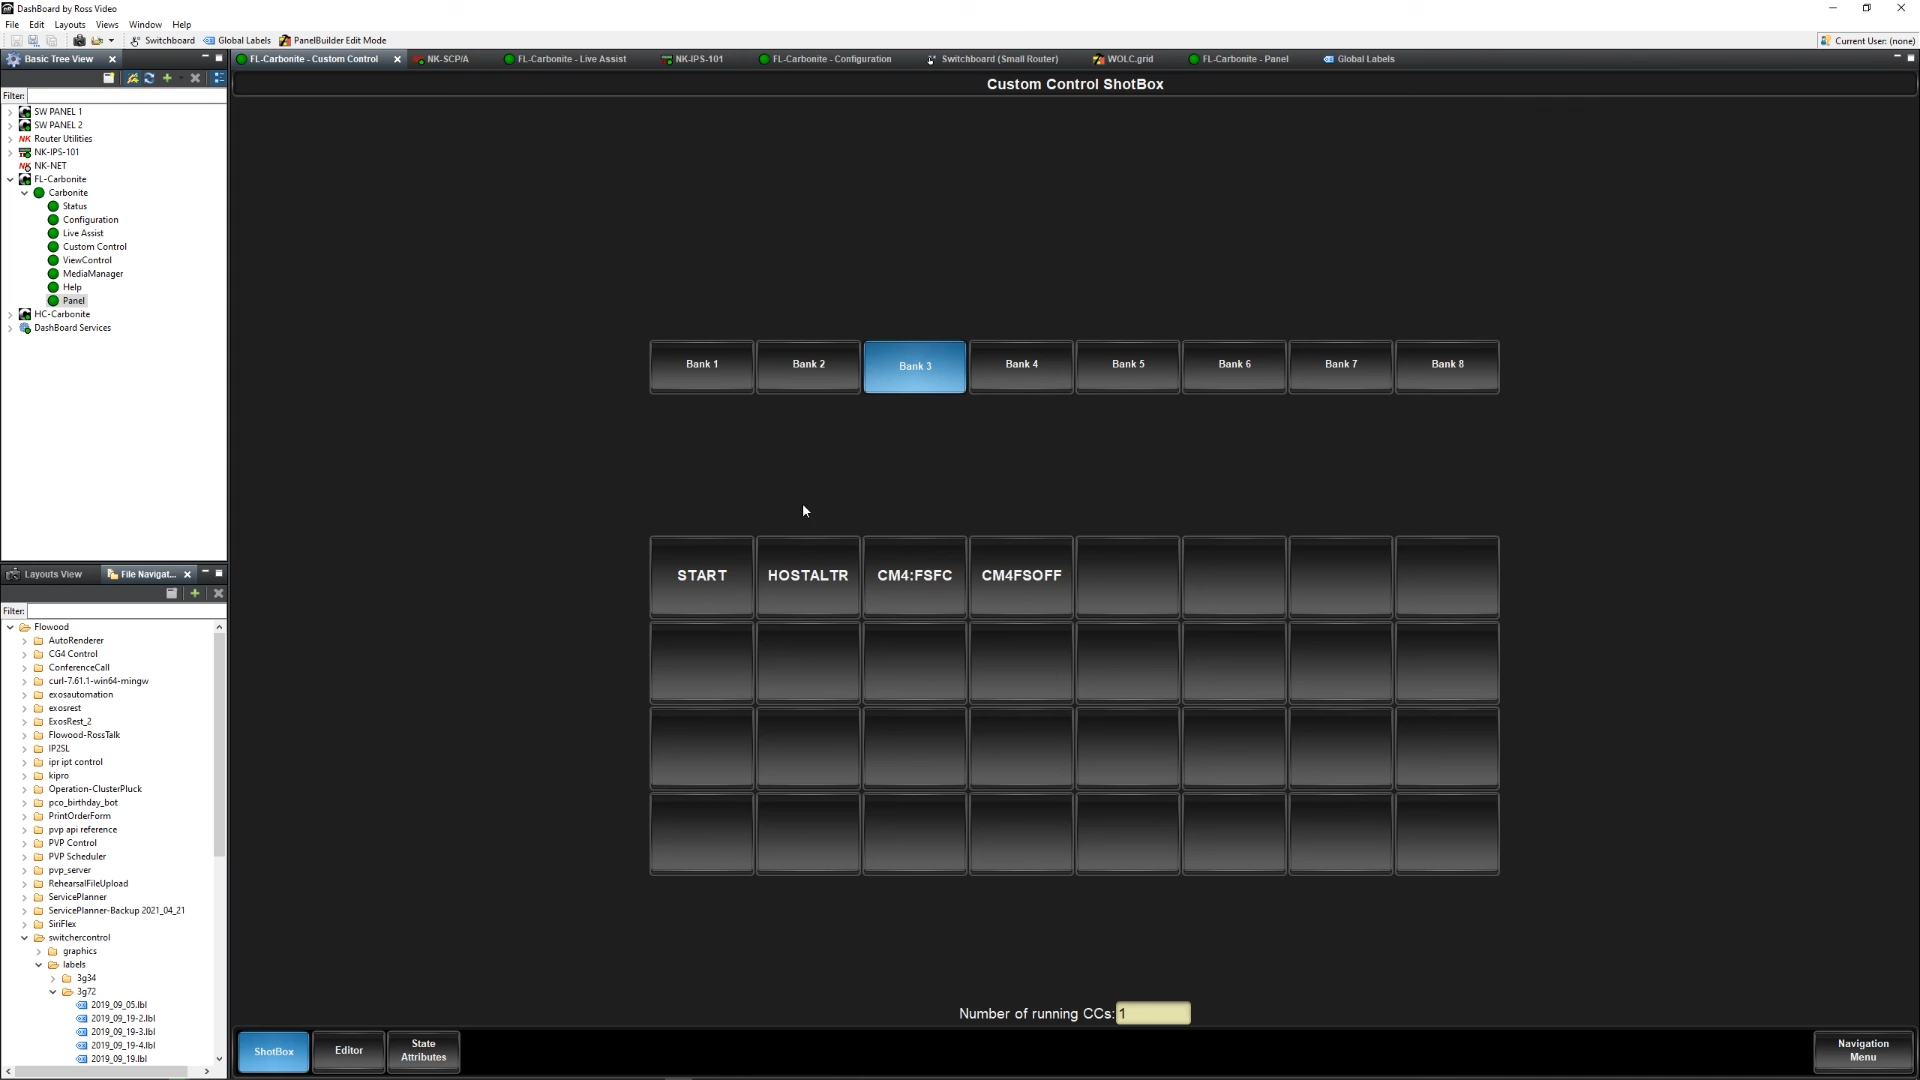 DashBoard by Ross Video
File Edit Layouts Views Window Help
Switchboard Global Labels PanelBuilder Edit Mode
Current User: (none)
Basic Tree View
FL-Carbonite - Custom Control NK-SCP/A FL-Carbonite - Live Assist NK-IPS-101 FL-Carbonite - Configuration Switchboard (Small Router) WOLC.grid FL-Carbonite - Panel Global Labels
Custom Control ShotBox
Filter:
SW PANEL 1
SW PANEL 2
NK Router Utilities
NK-IPS-101
NK NK-NET
FL-Carbonite
Carbonite
Status
Configuration
Live Assist
Custom Control
ViewControl
MediaManager
Help
Panel
HC-Carbonite
DashBoard Services
Bank 1 Bank 2 Bank 3 Bank 4 Bank 5 Bank 6 Bank 7 Bank 8
START HOSTALTR CM4:FSFC CM4FSOFF
Number of running CCs: 1
Layouts View File Navigat...
Filter:
Flowood
AutoRenderer
CG4 Control
ConferenceCall
curl-7.61.1-win64-mingw
exosautomation
exosrest
ExosRest_2
Flowood-RossTalk
IP2SL
ipr ipt control
kipro
Operation-ClusterPluck
pco_birthday_bot
PrintOrderForm
pvp api reference
PVP Control
PVP Scheduler
pvp_server
RehearsalFileUpload
ServicePlanner
ServicePlanner-Backup 2021_04_21
SiriFlex
switchercontrol
graphics
labels
3g34
3g72
2019_09_05.lbl
2019_09_19-2.lbl
2019_09_19-3.lbl
2019_09_19-4.lbl
2019_09_19.lbl
ShotBox Editor State Attributes
Navigation Menu